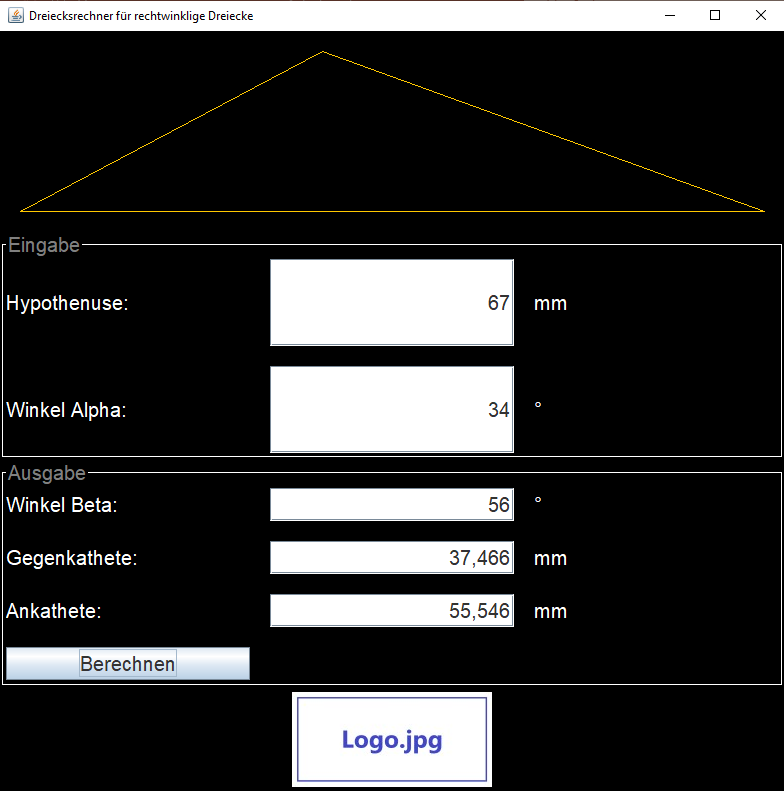 Dreiecksrechner für rechtwinklige Dreiecke
Eingabe
Hypothenuse: 67 mm
Winkel Alpha: 34 °
Ausgabe
Winkel Beta: 56 °
Gegenkathete: 37,466 mm
Ankathete: 55,546 mm
Berechnen
Logo.jpg